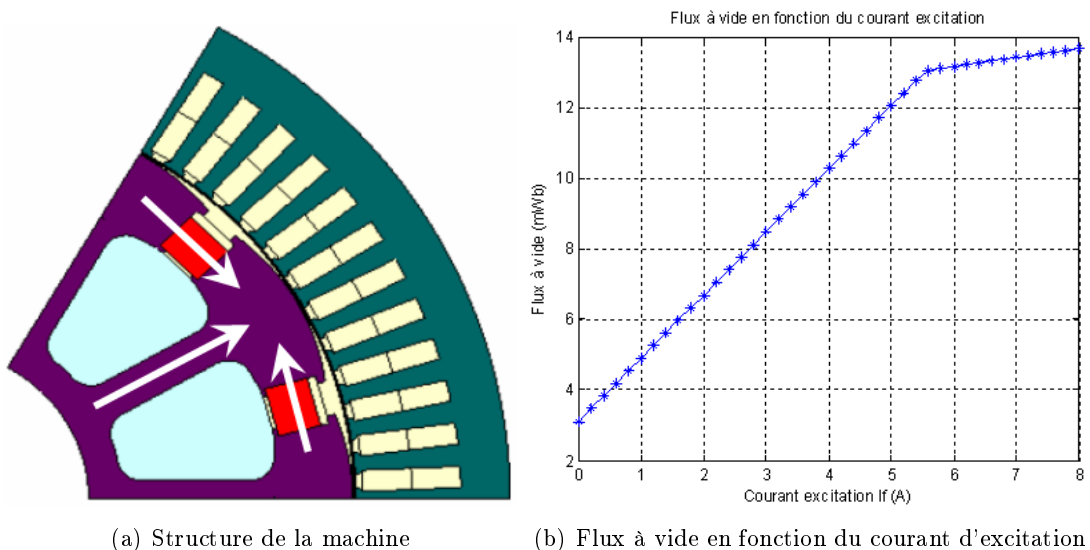 Flux à vide en fonction du courant excitation
Flux à vide (mWb)
14
12
10
8
6
4
2
0 1 2 3 4 5 6 7 8
Courant excitation If (A)
(a) Structure de la machine
(b) Flux à vide en fonction du courant d'excitation